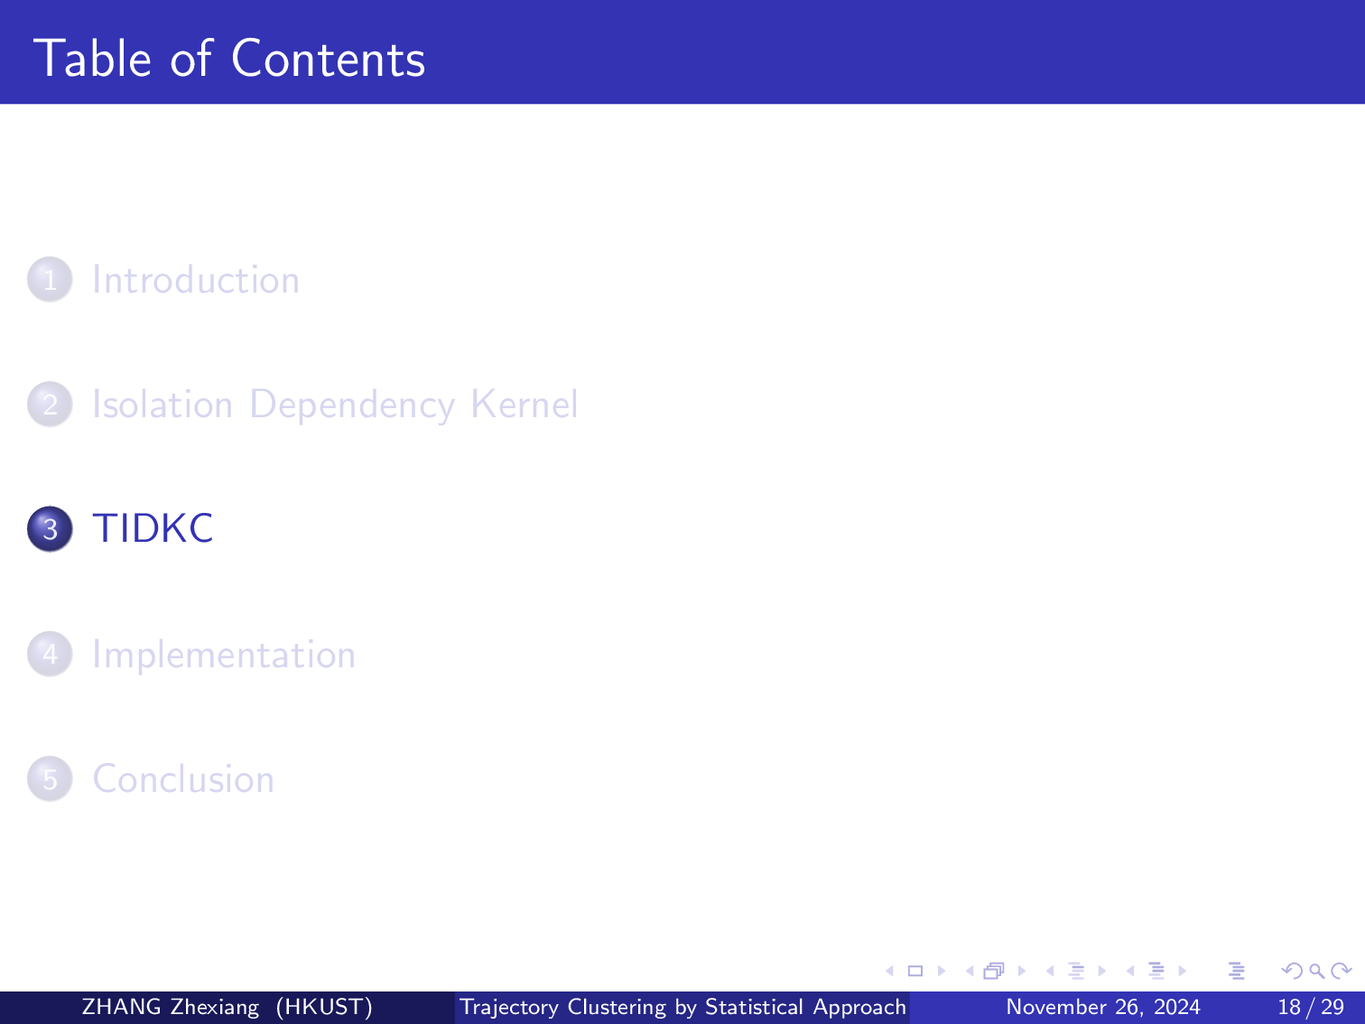 Table of Contents
1 Introduction
2 Isolation Dependency Kernel
3 TIDKC
4 Implementation
5 Conclusion
ZHANG Zhexiang (HKUST) Trajectory Clustering by Statistical Approach November 26, 2024 18 / 29